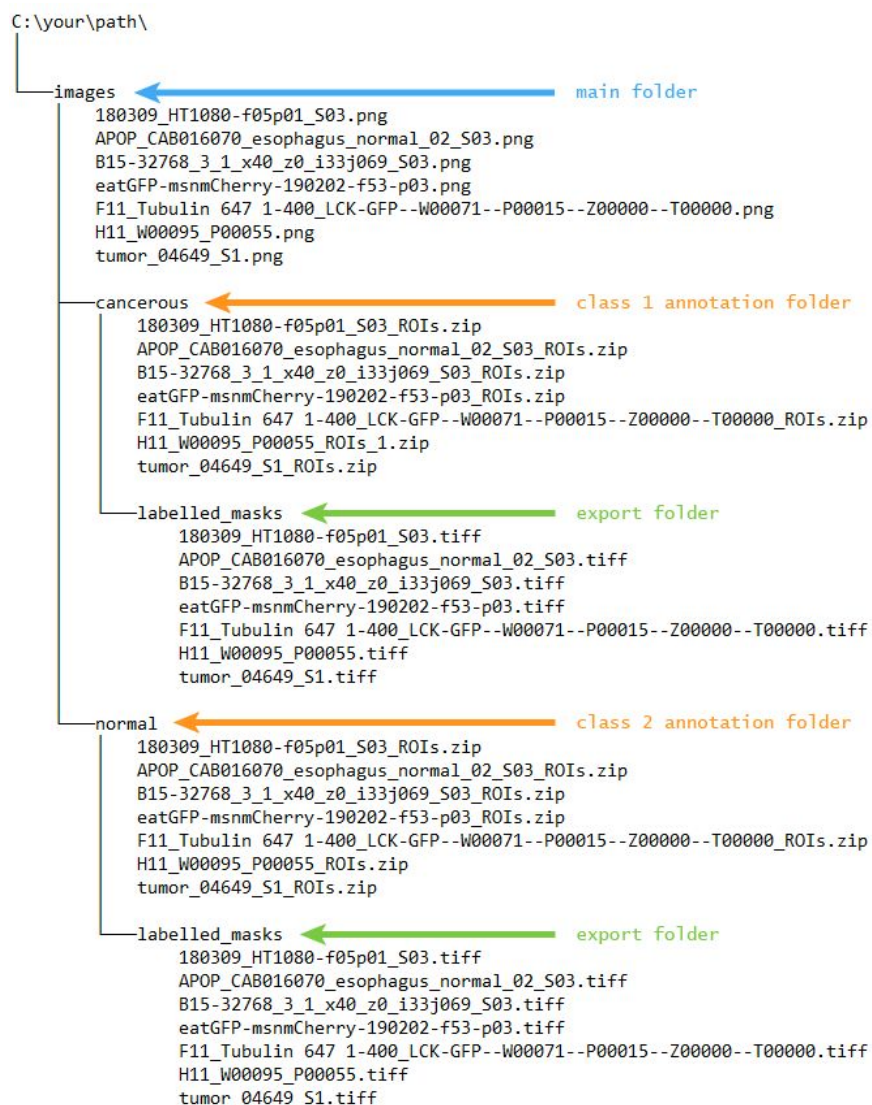 C:\your\path\
images main folder
180309_HT1080-f05p01_S03.png
APOP_CAB016070_esophagus_normal_02_S03.png
B15-32768_3_1_x40_z0_i33j069_S03.png
eatGFP-msnmCherry-190202-f53-p03.png
F11_Tubulin 647 1-400_LCK-GFP--W00071--P00015--Z00000--T00000.png
H11_W00095_P00055.png
tumor_04649_S1.png
cancerous class 1 annotation folder
180309_HT1080-f05p01_S03_ROIs.zip
APOP_CAB016070_esophagus_normal_02_S03_ROIs.zip
B15-32768_3_1_x40_z0_i33j069_S03_ROIs.zip
eatGFP-msnmCherry-190202-f53-p03_ROIs.zip
F11_Tubulin 647 1-400_LCK-GFP--W00071--P00015--Z00000--T00000_ROIs.zip
H11_W00095_P00055_ROIs_1.zip
tumor_04649_S1_ROIs.zip
labelled_masks export folder
180309_HT1080-f05p01_S03.tiff
APOP_CAB016070_esophagus_normal_02_S03.tiff
B15-32768_3_1_x40_z0_i33j069_S03.tiff
eatGFP-msnmCherry-190202-f53-p03.tiff
F11_Tubulin 647 1-400_LCK-GFP--W00071--P00015--Z00000--T00000.tiff
H11_W00095_P00055.tiff
tumor_04649_S1.tiff
normal class 2 annotation folder
180309_HT1080-f05p01_S03_ROIs.zip
APOP_CAB016070_esophagus_normal_02_S03_ROIs.zip
B15-32768_3_1_x40_z0_i33j069_S03_ROIs.zip
eatGFP-msnmCherry-190202-f53-p03_ROIs.zip
F11_Tubulin 647 1-400_LCK-GFP--W00071--P00015--Z00000--T00000_ROIs.zip
H11_W00095_P00055_ROIs.zip
tumor_04649_S1_ROIs.zip
labelled_masks export folder
180309_HT1080-f05p01_S03.tiff
APOP_CAB016070_esophagus_normal_02_S03.tiff
B15-32768_3_1_x40_z0_i33j069_S03.tiff
eatGFP-msnmCherry-190202-f53-p03.tiff
F11_Tubulin 647 1-400_LCK-GFP--W00071--P00015--Z00000--T00000.tiff
H11_W00095_P00055.tiff
tumor_04649_S1.tiff